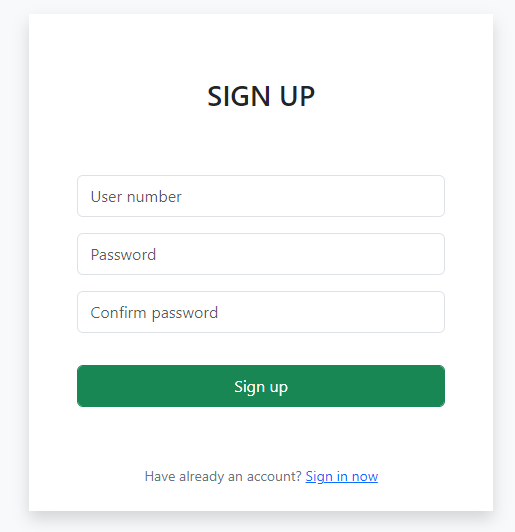 SIGN UP
User number
Password
Confirm password
Sign up
Have already an account? Sign in now